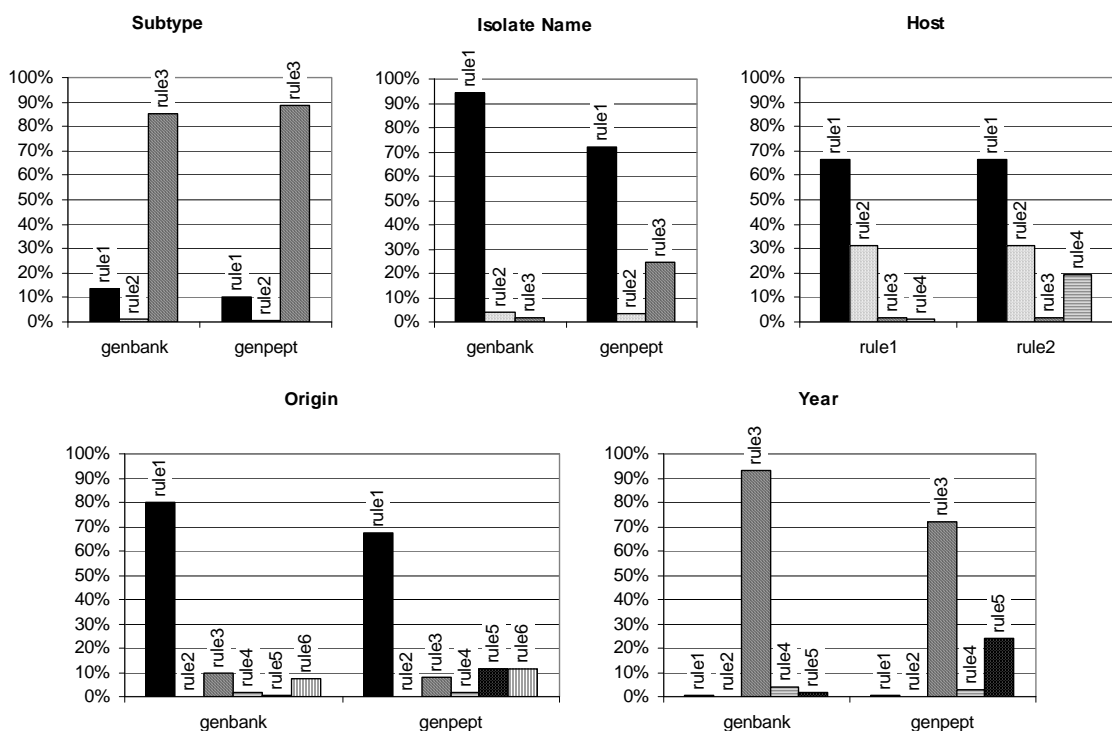 Subtype
100%
90%
80%
70%
60%
50%
40%
30%
20%
10%
0%
rule1
rule2
rule3
rule1
rule2
rule3
genbank genpept
Isolate Name
100%
90%
80%
70%
60%
50%
40%
30%
20%
10%
0%
rule1
rule2
rule3
rule1
rule2
rule3
genbank genpept
Host
100%
90%
80%
70%
60%
50%
40%
30%
20%
10%
0%
rule1
rule2
rule3
rule4
rule1
rule2
rule3
rule4
rule1 rule2
Origin
100%
90%
80%
70%
60%
50%
40%
30%
20%
10%
0%
rule1
rule2
rule3
rule4
rule5
rule6
rule1
rule2
rule3
rule4
rule5
rule6
genbank genpept
Year
100%
90%
80%
70%
60%
50%
40%
30%
20%
10%
0%
rule1
rule2
rule3
rule4
rule5
rule1
rule2
rule3
rule4
rule5
genbank genpept